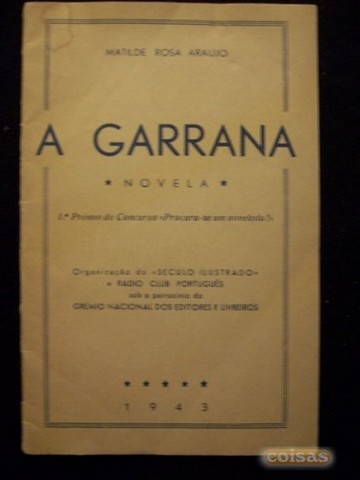 MATILDE ROSA ARAUJO
A GARRANA
★ NOVELA ★
1.º Prémio do Concurso «Procura-se um novelista!»
Organização do «SECULO ILUSTRADO»
e RADIO CLUB PORTUGUÊS
sob o patrocínio do
GRÉMIO NACIONAL DOS EDITORES E LIVREIROS
★ ★ ★ ★ ★
1943
coisas